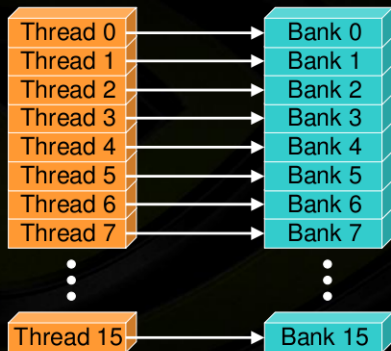 Thread 0 Bank 0
Thread 1 Bank 1
Thread 2 Bank 2
Thread 3 Bank 3
Thread 4 Bank 4
Thread 5 Bank 5
Thread 6 Bank 6
Thread 7 Bank 7
Thread 15 Bank 15